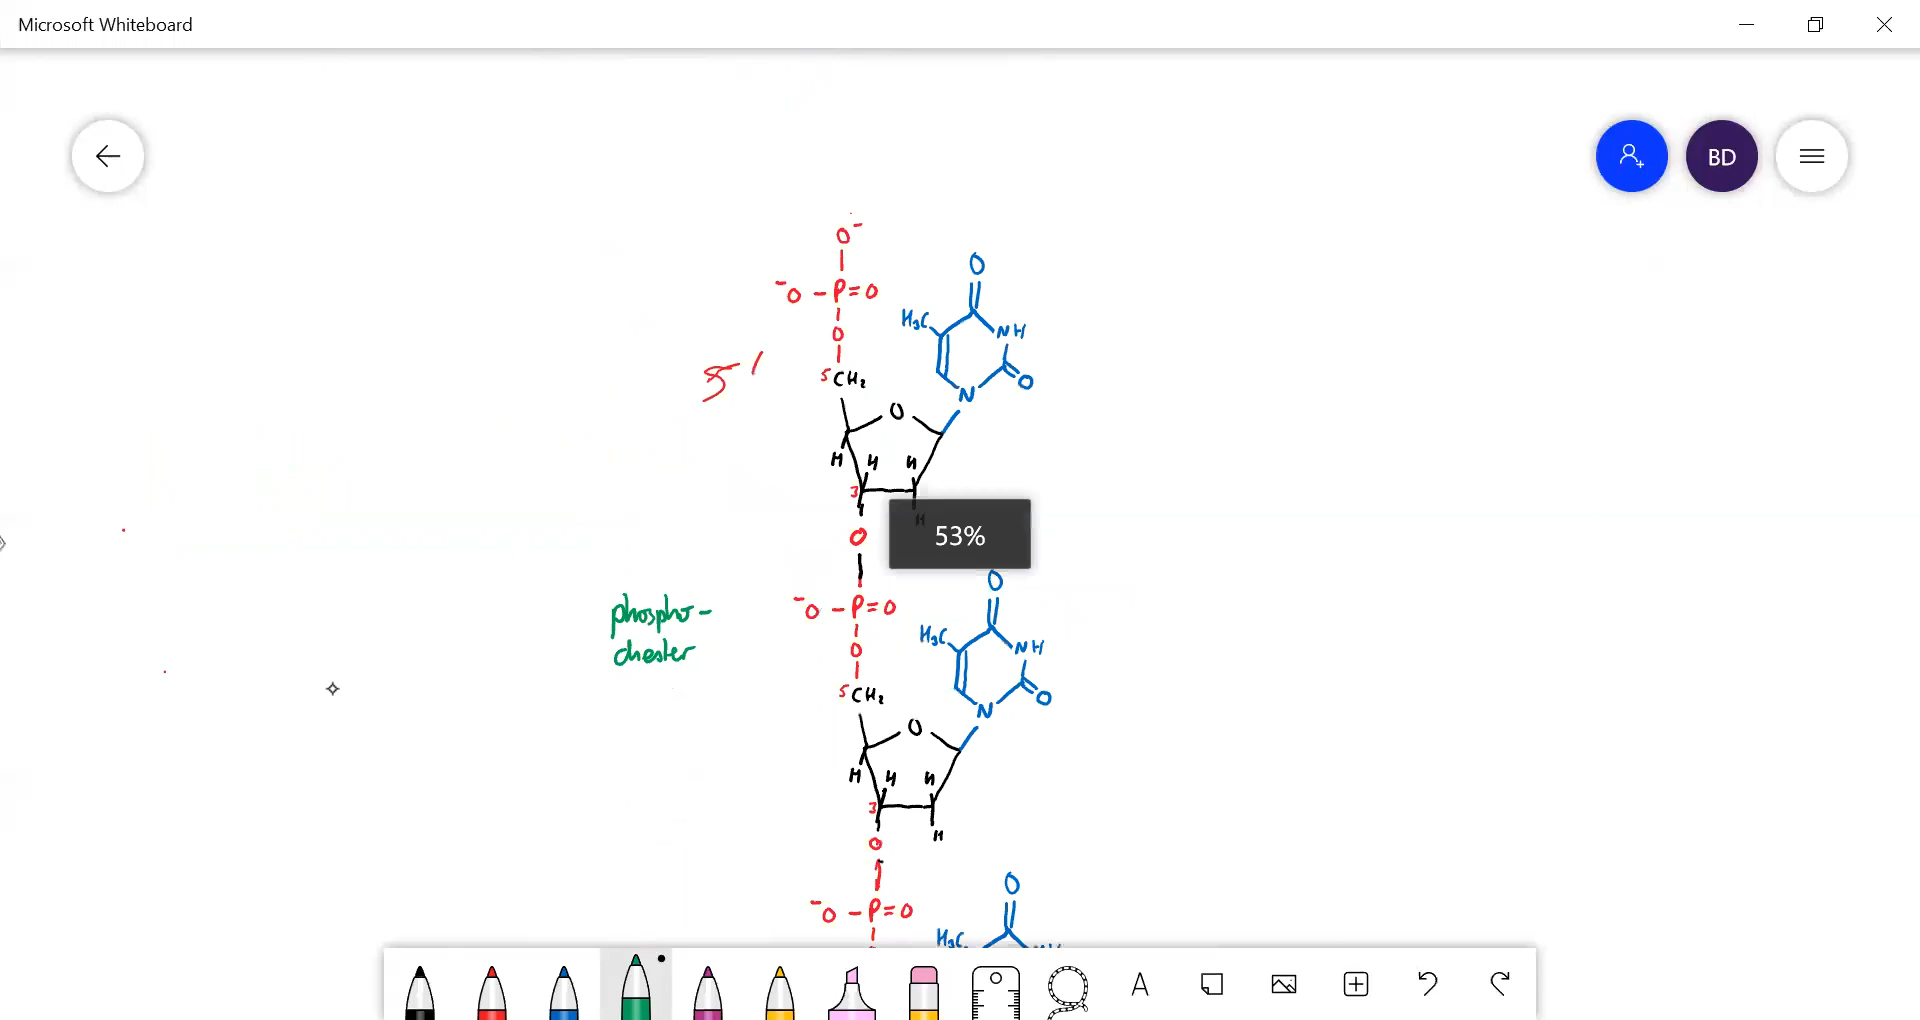 Microsoft Whiteboard
BD
O⁻
⁻O – P = O
O
5'
⁵CH₂
O
H H H
3
H
O
O
H₃C
NH
O
N
53%
phospho-
diester
⁻O – P = O
O
⁵CH₂
O
H H H
3
H
O
O
H₃C
NH
O
N
⁻O – P = O
O
H₃C
A